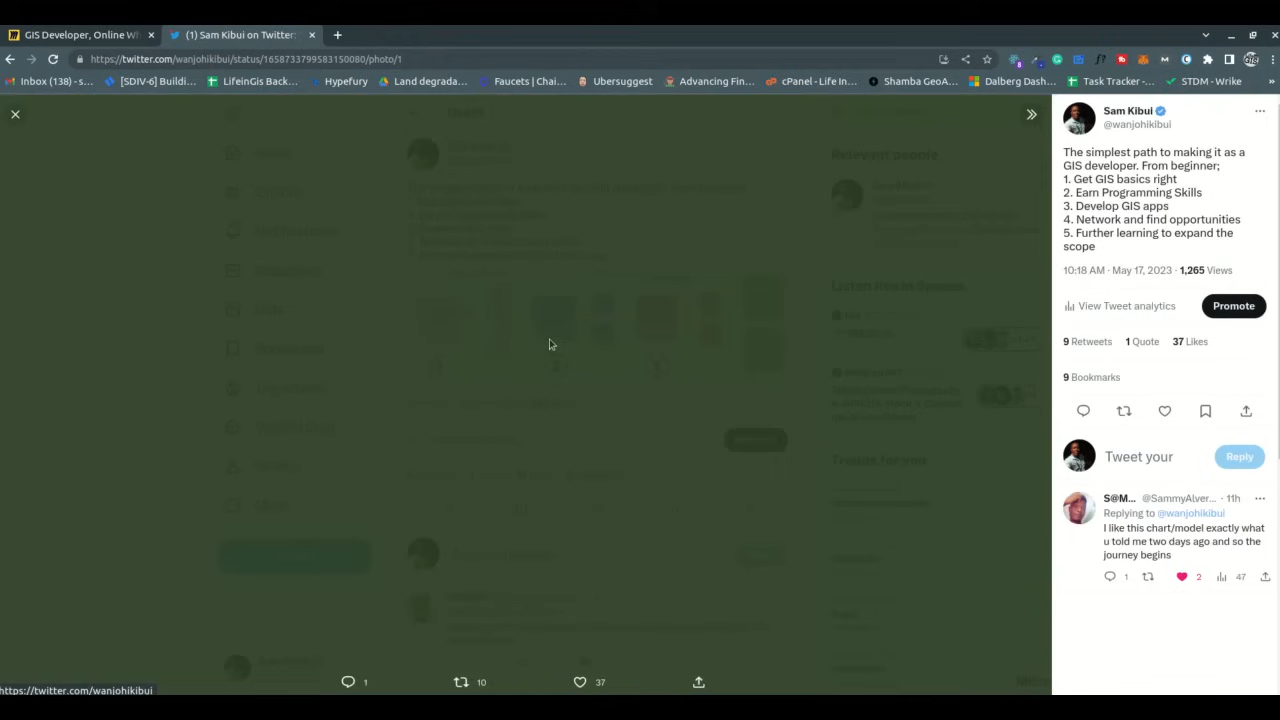 GIS Developer, Online Wh
(1) Sam Kibui on Twitter:
https://twitter.com/wanjohikibui/status/1658733799583150080/photo/1
Inbox (138) - s... [SDIV-6] Buildi... LifeinGIS Back... Hypefury Land degrada... Faucets | Chai... Ubersuggest Advancing Fin... cPanel - Life In... Shamba GeoA... Dalberg Dash... Task Tracker -... STDM - Wrike
Sam Kibui
@wanjohikibui
The simplest path to making it as a
GIS developer. From beginner;
1. Get GIS basics right
2. Earn Programming Skills
3. Develop GIS apps
4. Network and find opportunities
5. Further learning to expand the
scope
10:18 AM · May 17, 2023 · 1,265 Views
View Tweet analytics
Promote
9 Retweets 1 Quote 37 Likes
9 Bookmarks
Tweet your
Reply
S@M... @SammyAlver... · 11h
Replying to @wanjohikibui
I like this chart/model exactly what
u told me two days ago and so the
journey begins
1 2 47
Relevant people
Trends for you
1 10 37
https://twitter.com/wanjohikibui